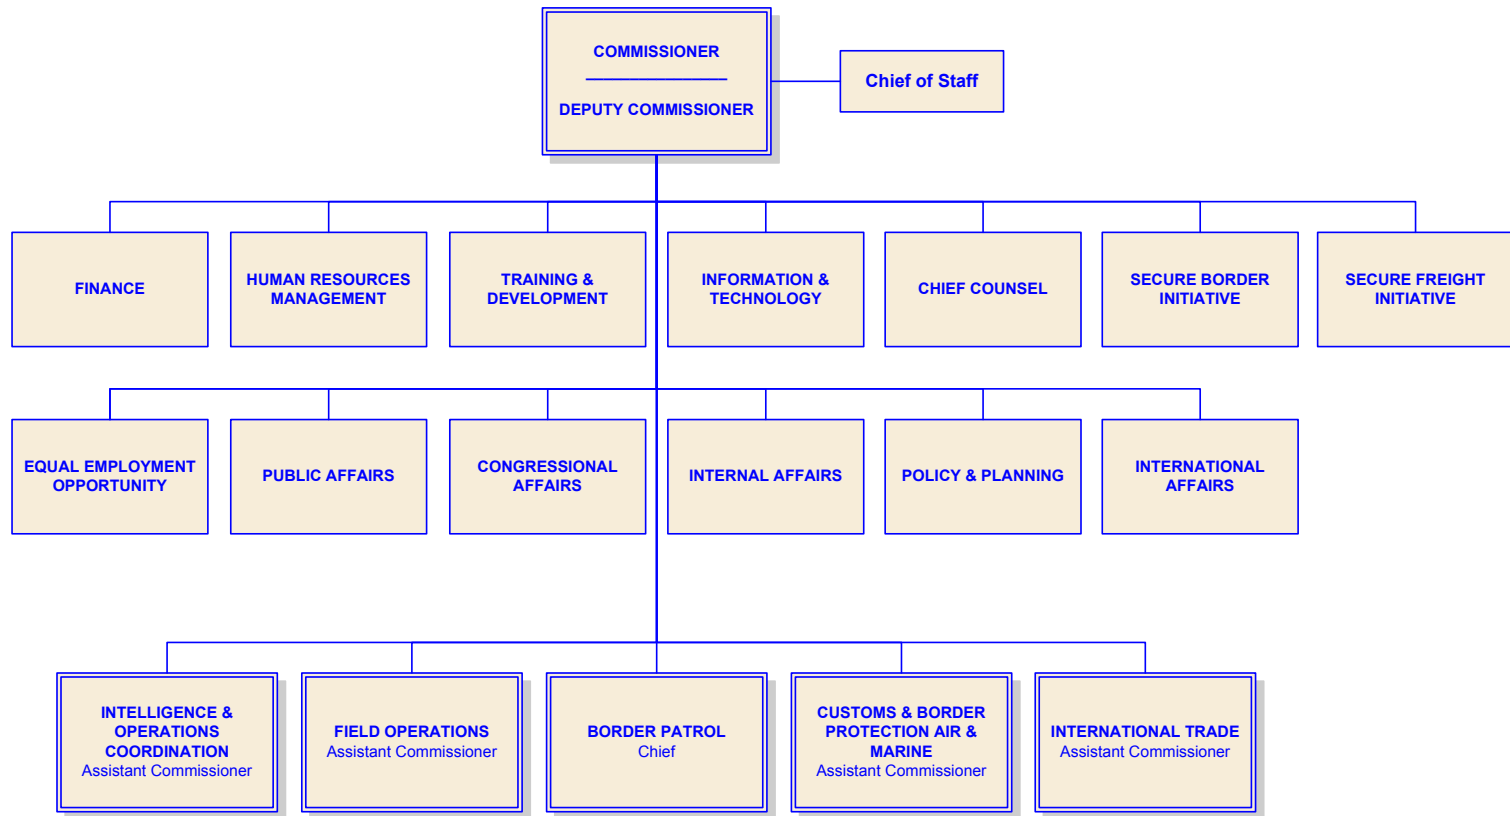 COMMISSIONER
DEPUTY COMMISSIONER
Chief of Staff
FINANCE
HUMAN RESOURCES
MANAGEMENT
TRAINING &
DEVELOPMENT
INFORMATION &
TECHNOLOGY
CHIEF COUNSEL
SECURE BORDER
INITIATIVE
SECURE FREIGHT
INITIATIVE
EQUAL EMPLOYMENT
OPPORTUNITY
PUBLIC AFFAIRS
CONGRESSIONAL
AFFAIRS
INTERNAL AFFAIRS
POLICY & PLANNING
INTERNATIONAL
AFFAIRS
INTELLIGENCE &
OPERATIONS
COORDINATION
Assistant Commissioner
FIELD OPERATIONS
Assistant Commissioner
BORDER PATROL
Chief
CUSTOMS & BORDER
PROTECTION AIR &
MARINE
Assistant Commissioner
INTERNATIONAL TRADE
Assistant Commissioner